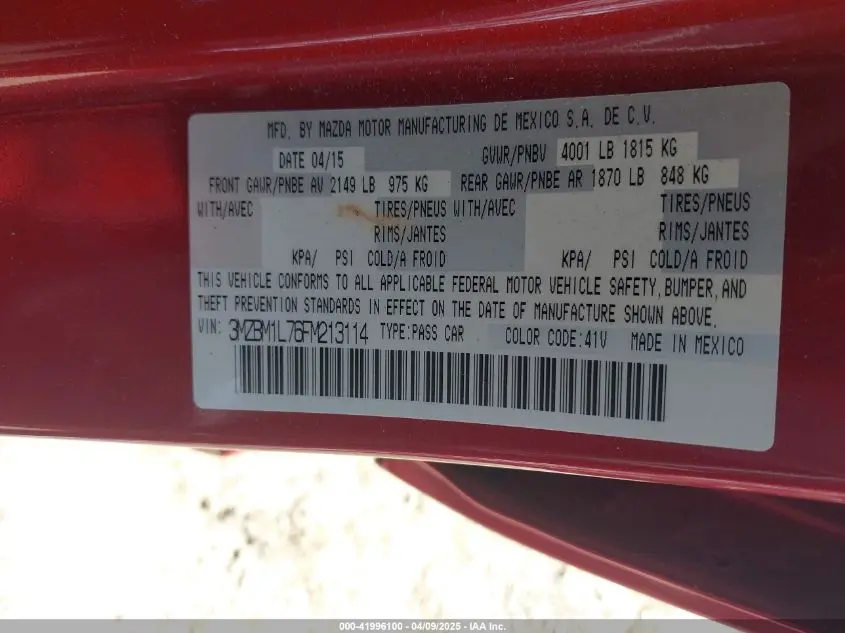 MFD. BY MAZDA MOTOR MANUFACTURING DE MEXICO S.A. DE C.V.
DATE 04/15 GVWR/PNBV 4001 LB 1815 KG
FRONT GAWR/PNBE AV 2149 LB 975 KG REAR GAWR/PNBE AR 1870 LB 848 KG
WITH/AVEC TIRES/PNEUS WITH/AVEC TIRES/PNEUS
RIMS/JANTES RIMS/JANTES
KPA/ PSI COLD/A FROID KPA/ PSI COLD/A FROID
THIS VEHICLE CONFORMS TO ALL APPLICABLE FEDERAL MOTOR VEHICLE SAFETY, BUMPER, AND
THEFT PREVENTION STANDARDS IN EFFECT ON THE DATE OF MANUFACTURE SHOWN ABOVE.
VIN: 3MZBM1L76FM213114 TYPE:PASS CAR COLOR CODE:41V MADE IN MEXICO
000-41996100 - 04/09/2025 - IAA Inc.